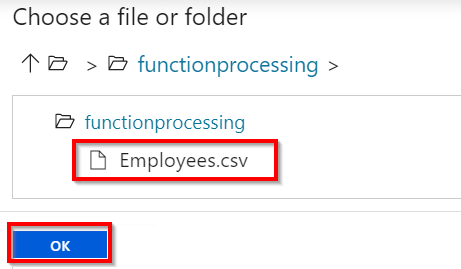 Choose a file or folder
> functionprocessing >
functionprocessing
Employees.csv
OK